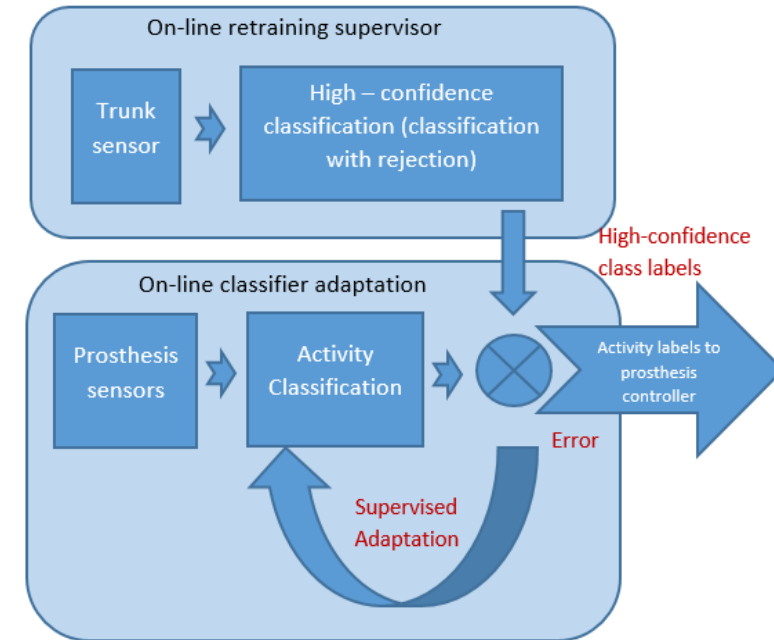 On-line retraining supervisor
Trunk
sensor
High – confidence
classification (classification
with rejection)
High-confidence
class labels
On-line classifier adaptation
Prosthesis
sensors
Activity
Classification
Activity labels to
prosthesis
controller
Error
Supervised
Adaptation